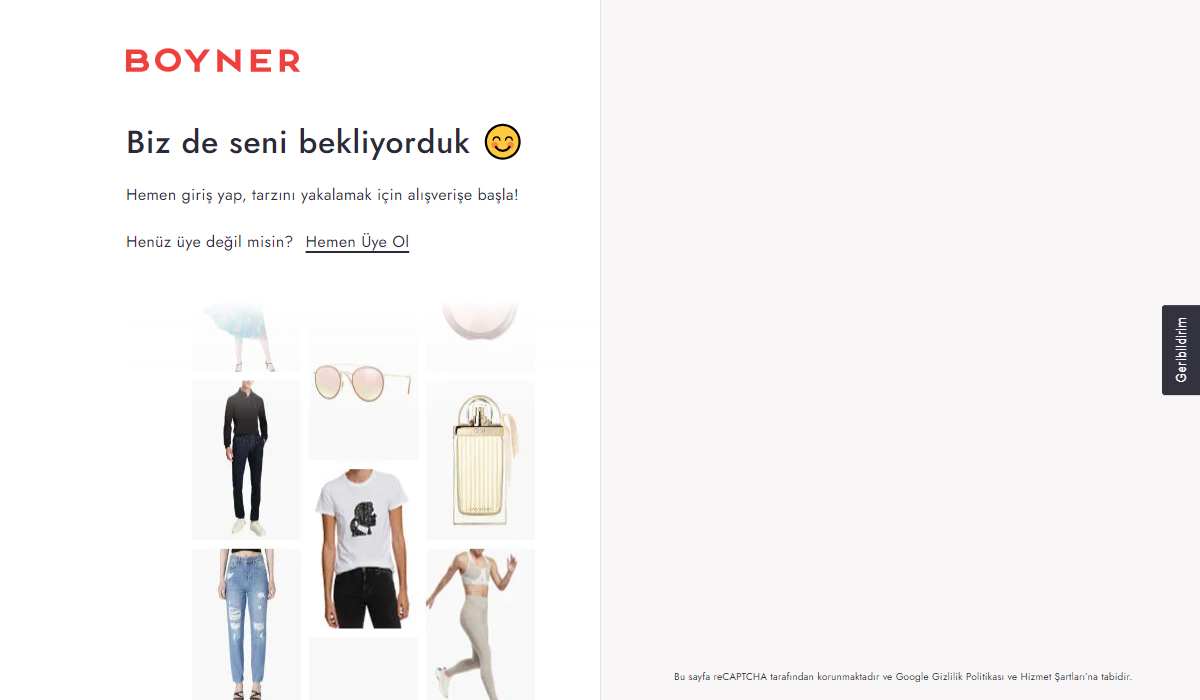 BOYNER
Biz de seni bekliyorduk
Hemen giriş yap, tarzını yakalamak için alışverişe başla!
Henüz üye değil misin? Hemen Üye Ol
Geribildirim
Bu sayfa reCAPTCHA tarafından korunmaktadır ve Google Gizlilik Politikası ve Hizmet Şartları'na tabidir.